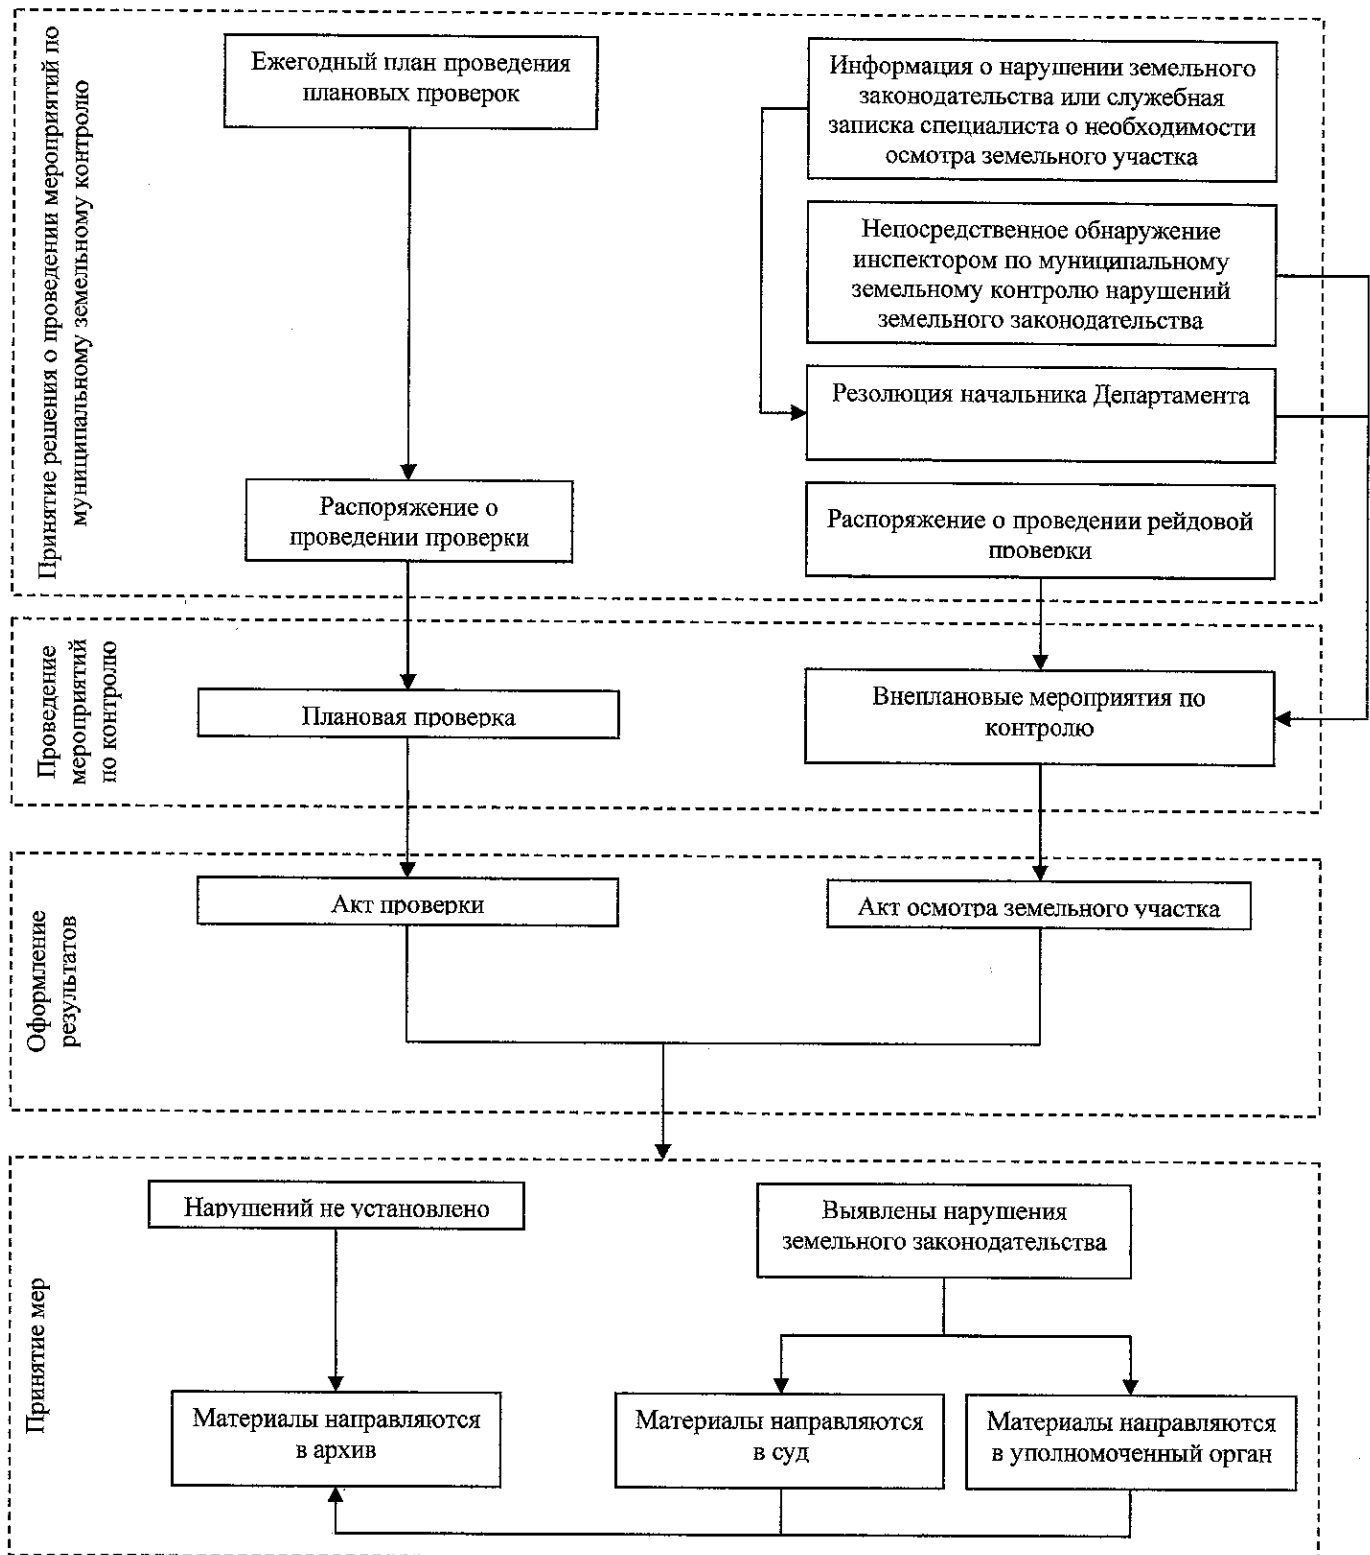 Принятие решения о проведении мероприятий по
муниципальному земельному контролю
Ежегодный план проведения
плановых проверок
Информация о нарушении земельного
законодательства или служебная
записка специалиста о необходимости
осмотра земельного участка
Непосредственное обнаружение
инспектором по муниципальному
земельному контролю нарушений
земельного законодательства
Резолюция начальника Департамента
Распоряжение о
проведении проверки
Распоряжение о проведении рейдовой
проверки
Проведение
мероприятий
по контролю
Плановая проверка
Внеплановые мероприятия по
контролю
Оформление
результатов
Акт проверки
Акт осмотра земельного участка
Принятие мер
Нарушений не установлено
Выявлены нарушения
земельного законодательства
Материалы направляются
в архив
Материалы направляются
в суд
Материалы направляются
в уполномоченный орган